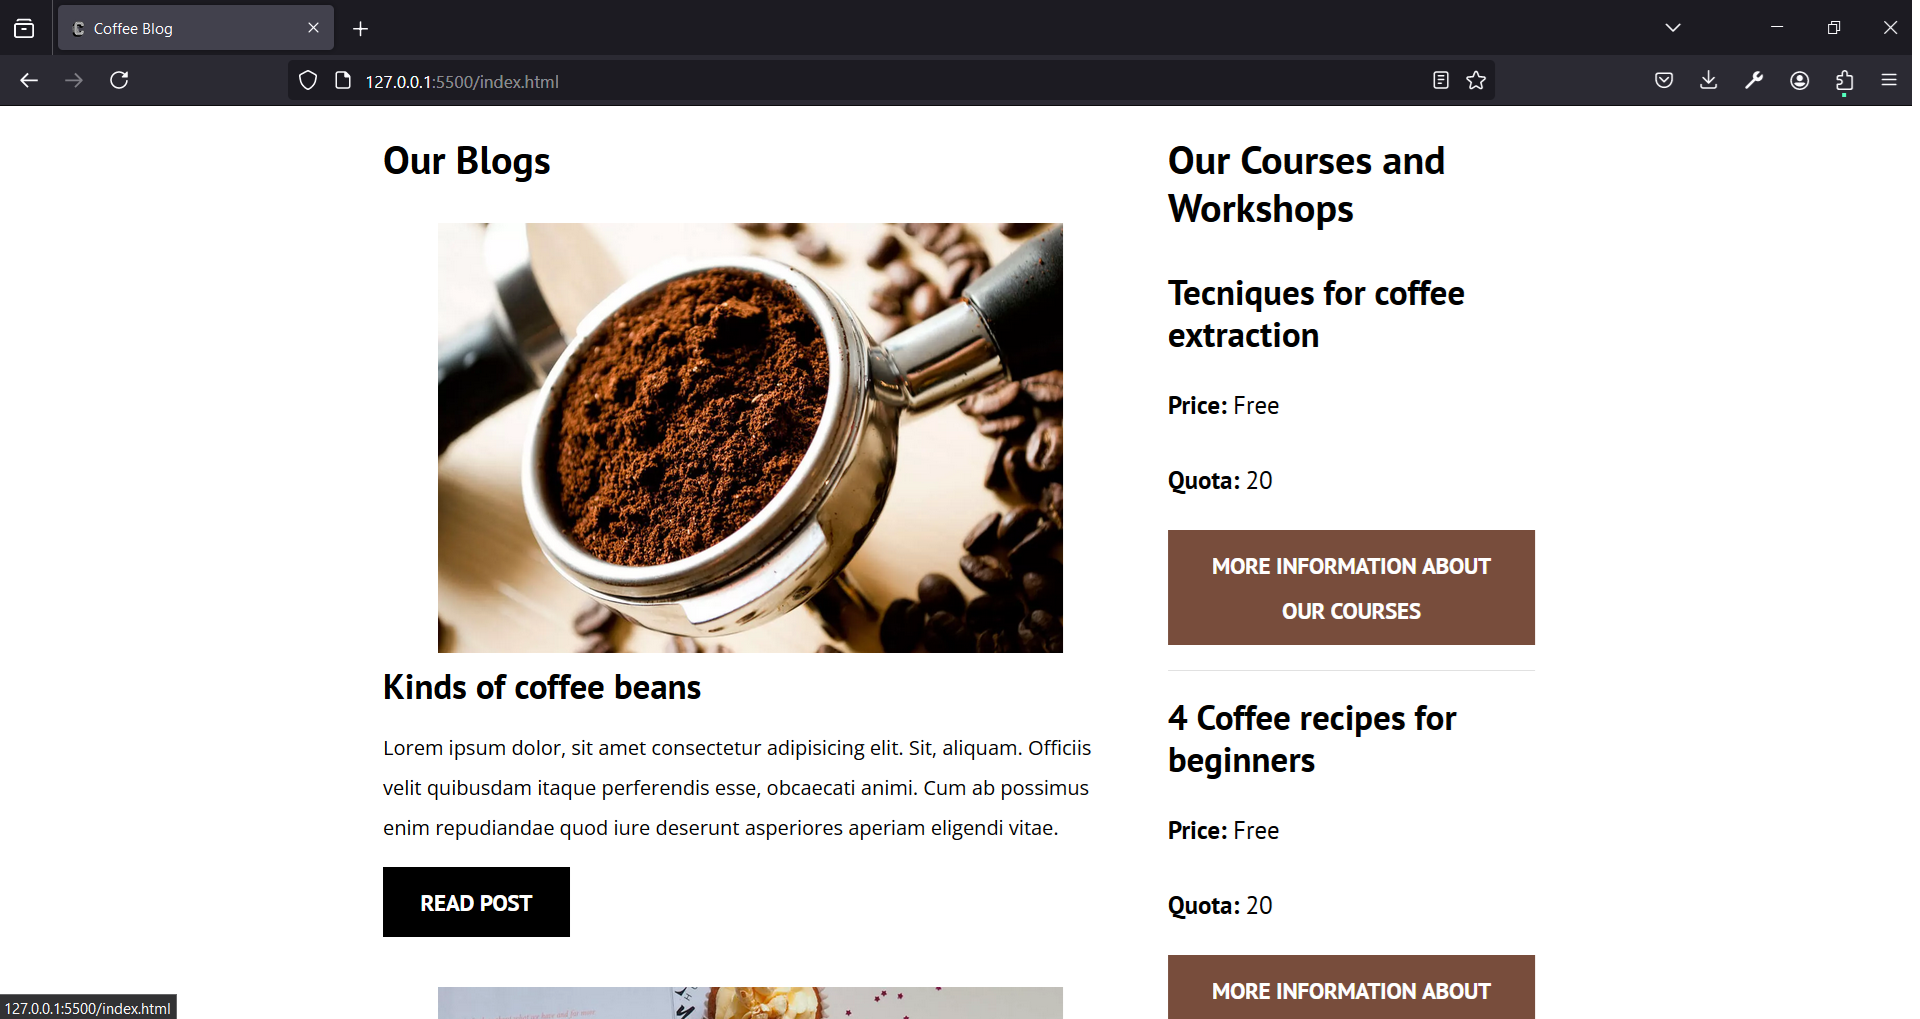 Coffee Blog
127.0.0.1:5500/index.html
Our Blogs
Kinds of coffee beans
Lorem ipsum dolor, sit amet consectetur adipisicing elit. Sit, aliquam. Officiis
velit quibusdam itaque perferendis esse, obcaecati animi. Cum ab possimus
enim repudiandae quod iure deserunt asperiores aperiam eligendi vitae.
READ POST
Our Courses and
Workshops
Tecniques for coffee
extraction
Price: Free
Quota: 20
MORE INFORMATION ABOUT
OUR COURSES
4 Coffee recipes for
beginners
Price: Free
Quota: 20
MORE INFORMATION ABOUT
127.0.0.1:5500/index.html